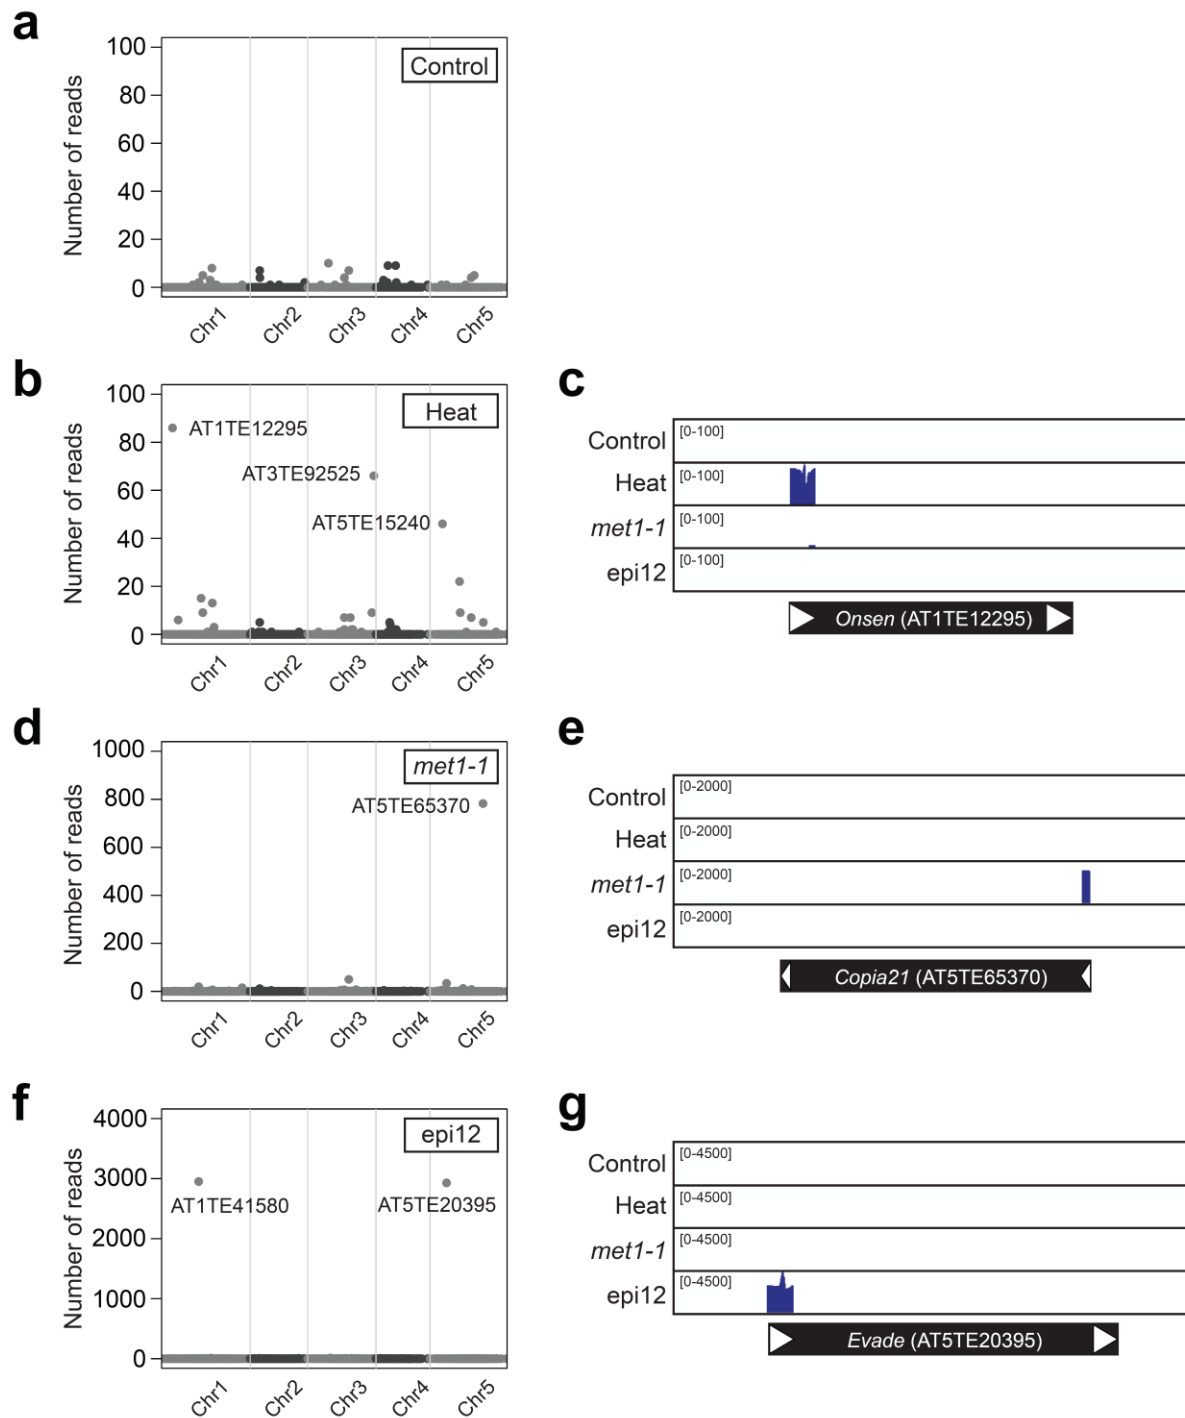 a
Number of reads
100
80
60
40
20
0
Control
Chr1
Chr2
Chr3
Chr4
Chr5
b
Number of reads
100
80
60
40
20
0
Heat
AT1TE12295
AT3TE92525
AT5TE15240
Chr1
Chr2
Chr3
Chr4
Chr5
c
Control [0-100]
Heat [0-100]
met1-1 [0-100]
epi12 [0-100]
Onsen (AT1TE12295)
d
Number of reads
1000
800
600
400
200
0
met1-1
AT5TE65370
Chr1
Chr2
Chr3
Chr4
Chr5
e
Control [0-2000]
Heat [0-2000]
met1-1 [0-2000]
epi12 [0-2000]
Copia21 (AT5TE65370)
f
Number of reads
4000
3000
2000
1000
0
epi12
AT1TE41580
AT5TE20395
Chr1
Chr2
Chr3
Chr4
Chr5
g
Control [0-4500]
Heat [0-4500]
met1-1 [0-4500]
epi12 [0-4500]
Evade (AT5TE20395)